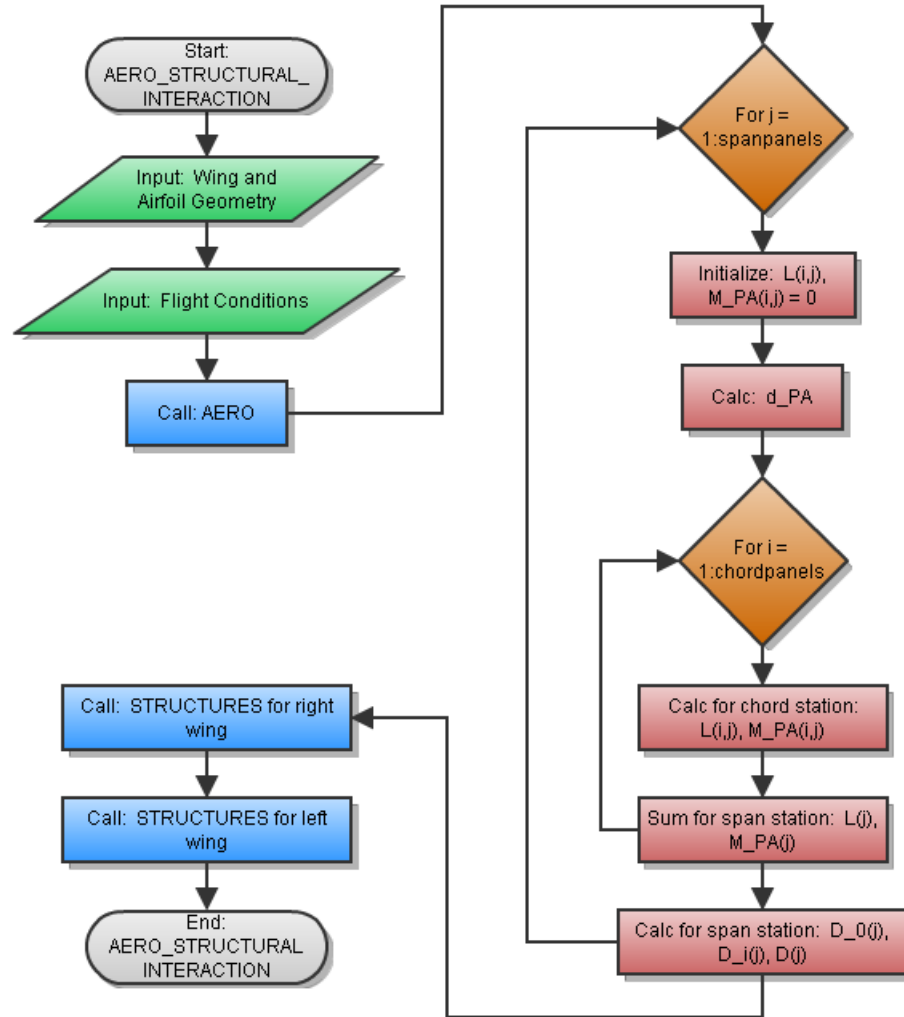 Start:
AERO_STRUCTURAL_
INTERACTION
Input:  Wing and
Airfoil Geometry
Input:  Flight Conditions
Call: AERO
For j =
1:spanpanels
Initialize:  L(i,j),
M_PA(i,j) = 0
Calc:  d_PA
For i =
1:chordpanels
Calc for chord station:
L(i,j), M_PA(i,j)
Sum for span station:  L(j),
M_PA(j)
Calc for span station:  D_0(j),
D_i(j), D(j)
Call:  STRUCTURES for right
wing
Call:  STRUCTURES for left
wing
End:
AERO_STRUCTURAL
INTERACTION